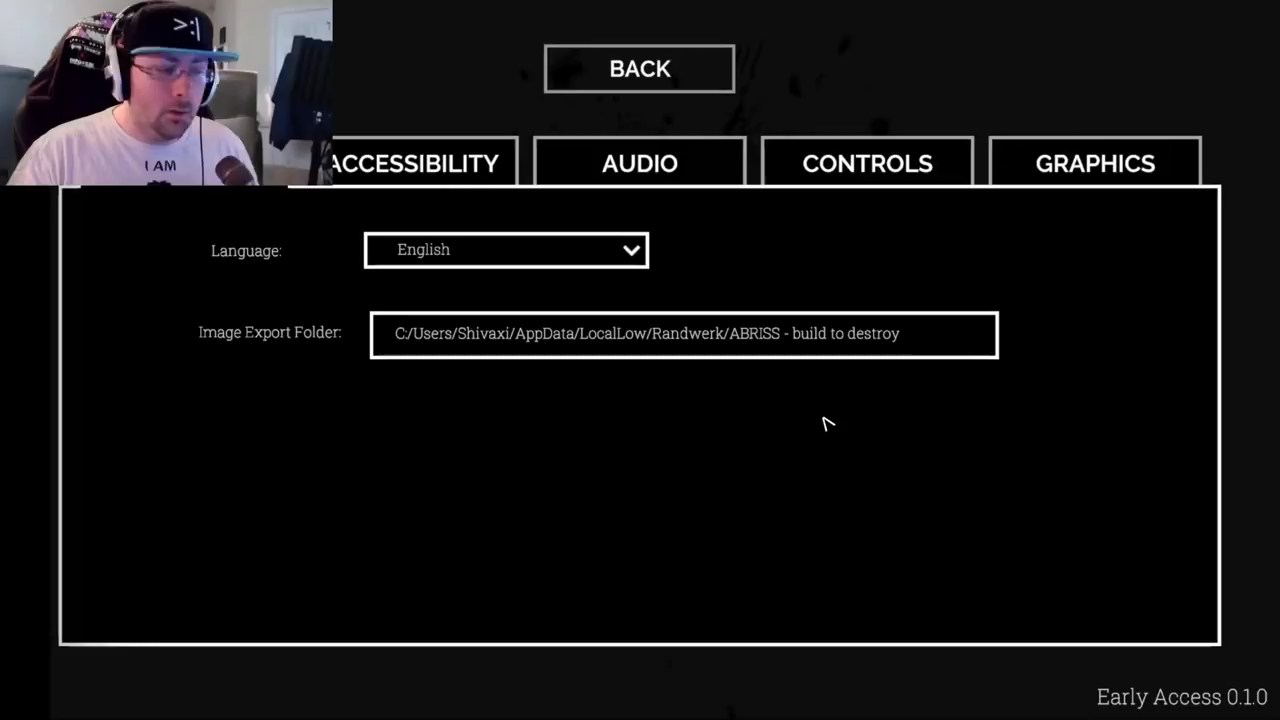 >:|
I AM
BACK
ACCESSIBILITY
AUDIO
CONTROLS
GRAPHICS
Language:
English
Image Export Folder:
C:/Users/Shivaxi/AppData/LocalLow/Randwerk/ABRISS - build to destroy
Early Access 0.1.0